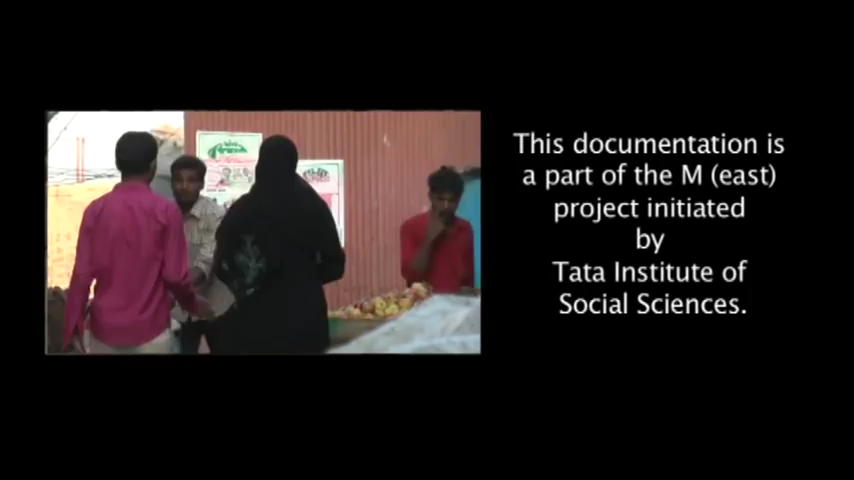 This documentation is
a part of the M (east)
project initiated
by
Tata Institute of
Social Sciences.